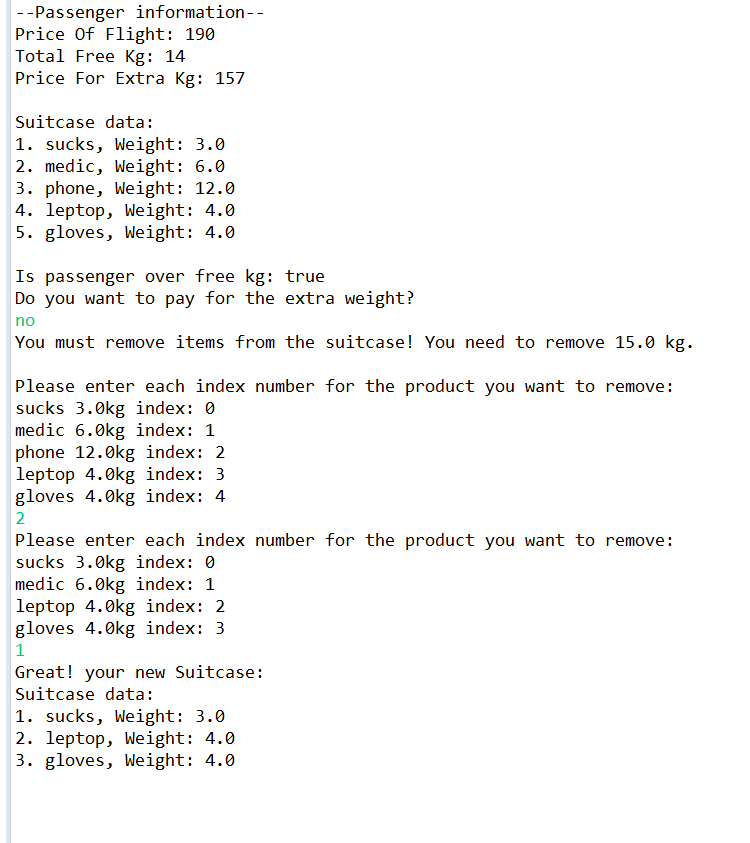 --Passenger information--
Price Of Flight: 190
Total Free Kg: 14
Price For Extra Kg: 157
Suitcase data:
1. sucks, Weight: 3.0
2. medic, Weight: 6.0
3. phone, Weight: 12.0
4. leptop, Weight: 4.0
5. gloves, Weight: 4.0
Is passenger over free kg: true
Do you want to pay for the extra weight?
no
You must remove items from the suitcase! You need to remove 15.0 kg.
Please enter each index number for the product you want to remove:
sucks 3.0kg index: 0
medic 6.0kg index: 1
phone 12.0kg index: 2
leptop 4.0kg index: 3
gloves 4.0kg index: 4
2
Please enter each index number for the product you want to remove:
sucks 3.0kg index: 0
medic 6.0kg index: 1
leptop 4.0kg index: 2
gloves 4.0kg index: 3
1
Great! your new Suitcase:
Suitcase data:
1. sucks, Weight: 3.0
2. leptop, Weight: 4.0
3. gloves, Weight: 4.0